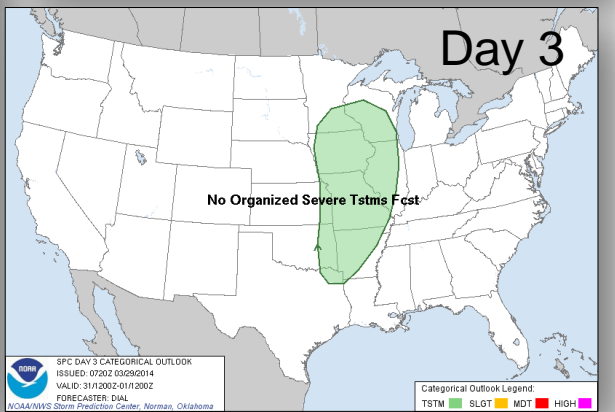 Day 3
No Organized Severe Tstms Fcst
NOAA
SPC DAY 3 CATEGORICAL OUTLOOK
ISSUED: 0720Z 03/29/2014
VALID: 31/1200Z-01/1200Z
FORECASTER: DIAL
NOAA/NWS Storm Prediction Center, Norman, Oklahoma
Categorical Outlook Legend:
TSTM SLGT MDT HIGH